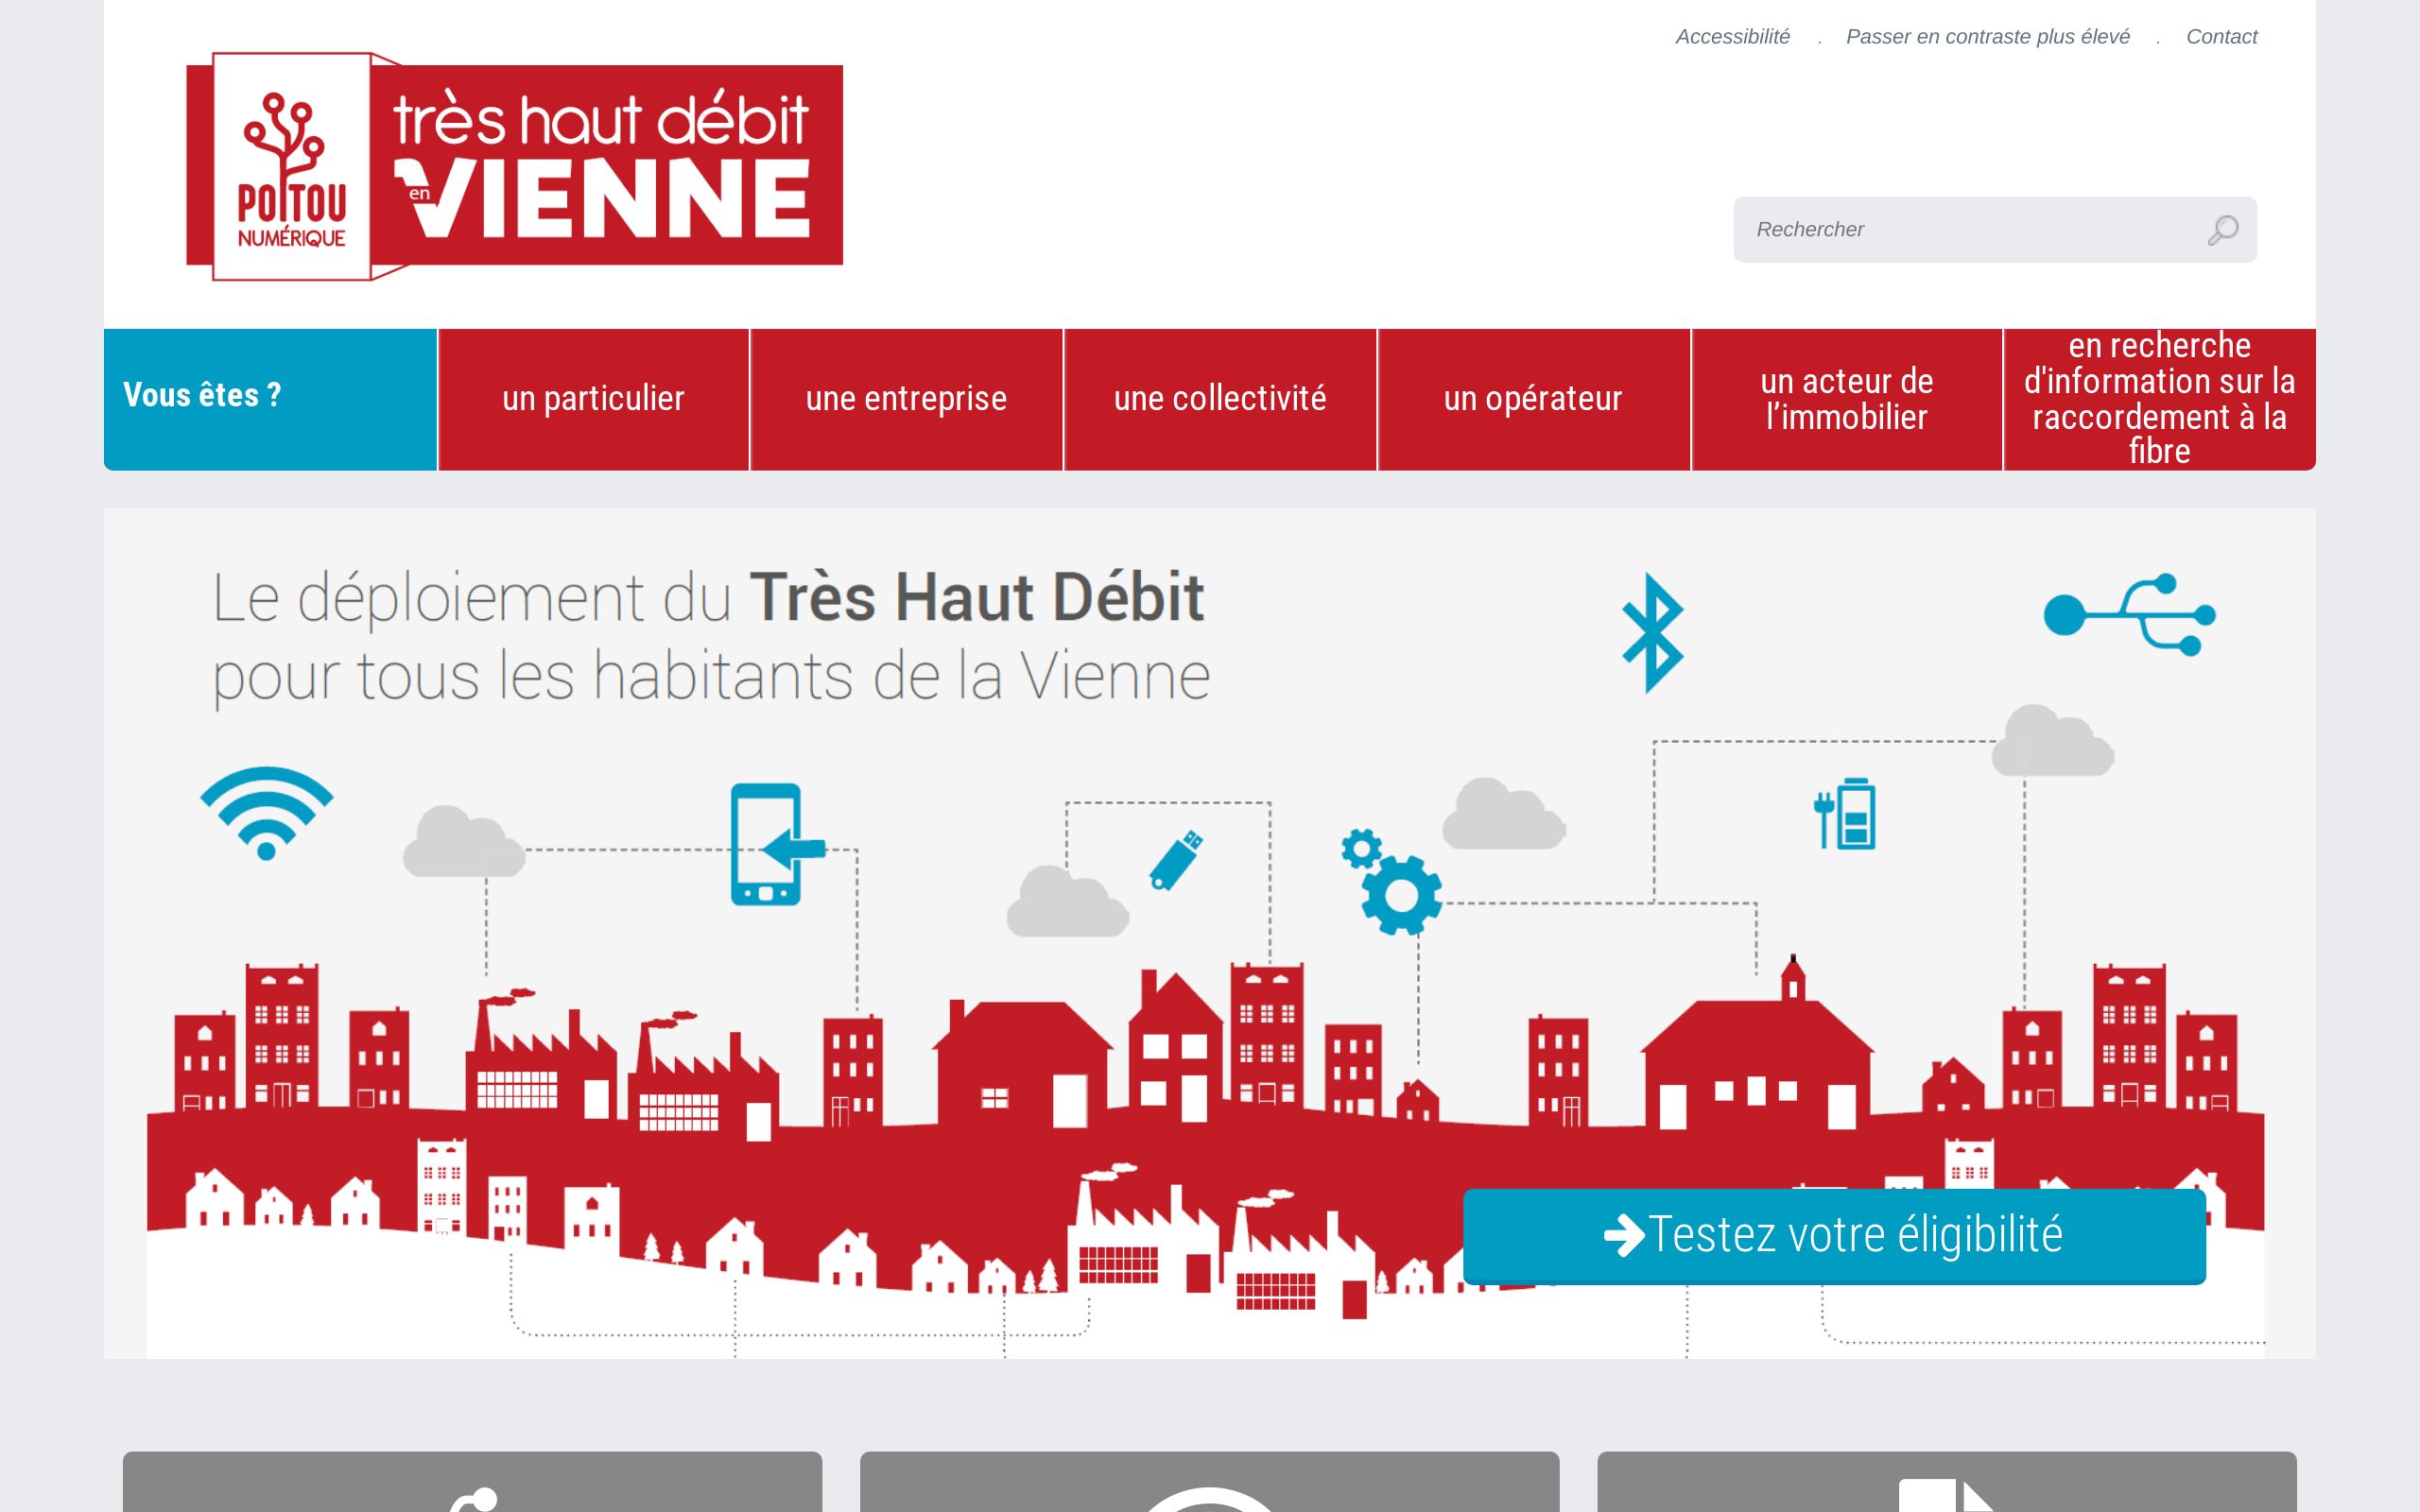 Accessibilité . Passer en contraste plus élevé . Contact
très haut débit
en VIENNE
POITOU
NUMÉRIQUE
Rechercher
Vous êtes ?
un particulier
une entreprise
une collectivité
un opérateur
un acteur de
l’immobilier
en recherche
d'information sur la
raccordement à la
fibre
Le déploiement du Très Haut Débit
pour tous les habitants de la Vienne
Testez votre éligibilité